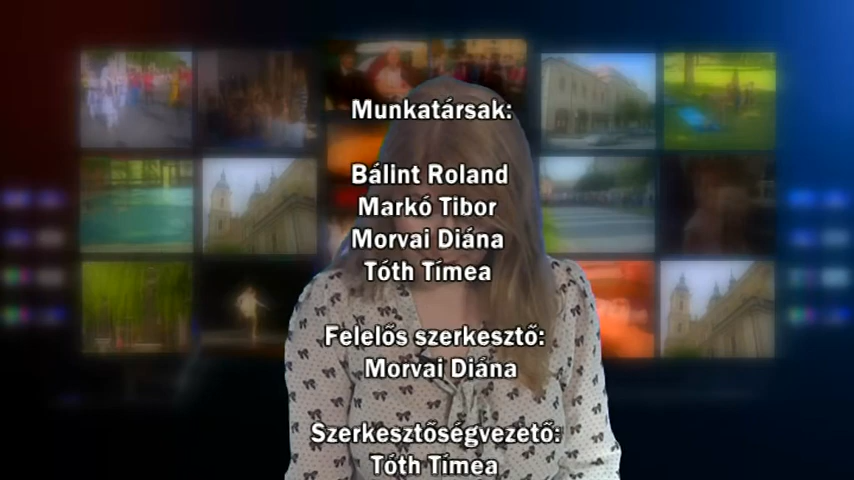 Munkatársak:
Bálint Roland
Markó Tibor
Morvai Diána
Tóth Tímea
Felelős szerkesztő:
Morvai Diána
Szerkesztőségvezető:
Tóth Tímea